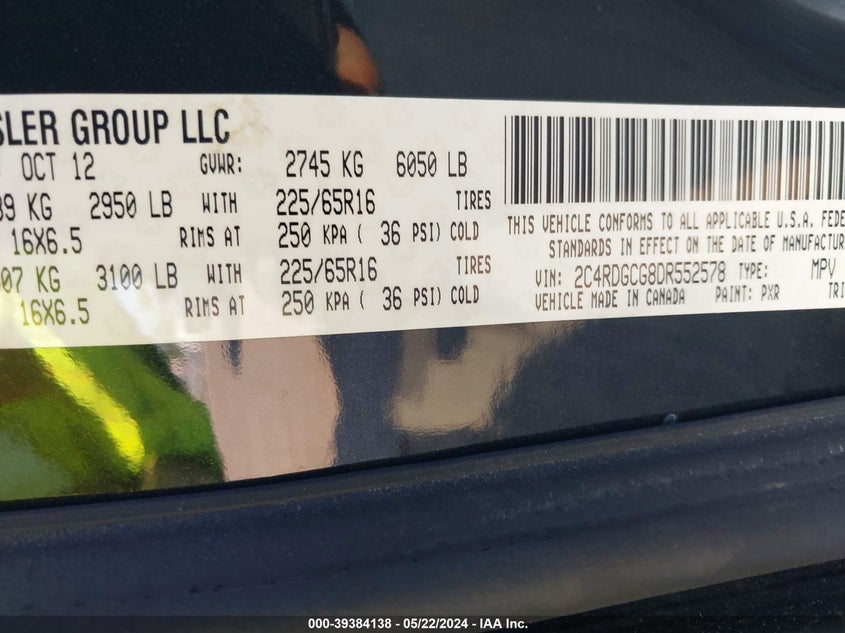 SLER GROUP LLC
OCT 12 GVWR: 2745 KG 6050 LB
39 KG 2950 LB WITH 225/65R16 TIRES
16X6.5 RIMS AT 250 KPA ( 36 PSI) COLD
07 KG 3100 LB WITH 225/65R16 TIRES
16X6.5 RIMS AT 250 KPA ( 36 PSI) COLD
THIS VEHICLE CONFORMS TO ALL APPLICABLE U.S.A. FEDE
STANDARDS IN EFFECT ON THE DATE OF MANUFACTUR
VIN: 2C4RDGCG8DR552578 TYPE: MPV
VEHICLE MADE IN CANADA PAINT: PXR TRI
000-39384138 - 05/22/2024 - IAA Inc.